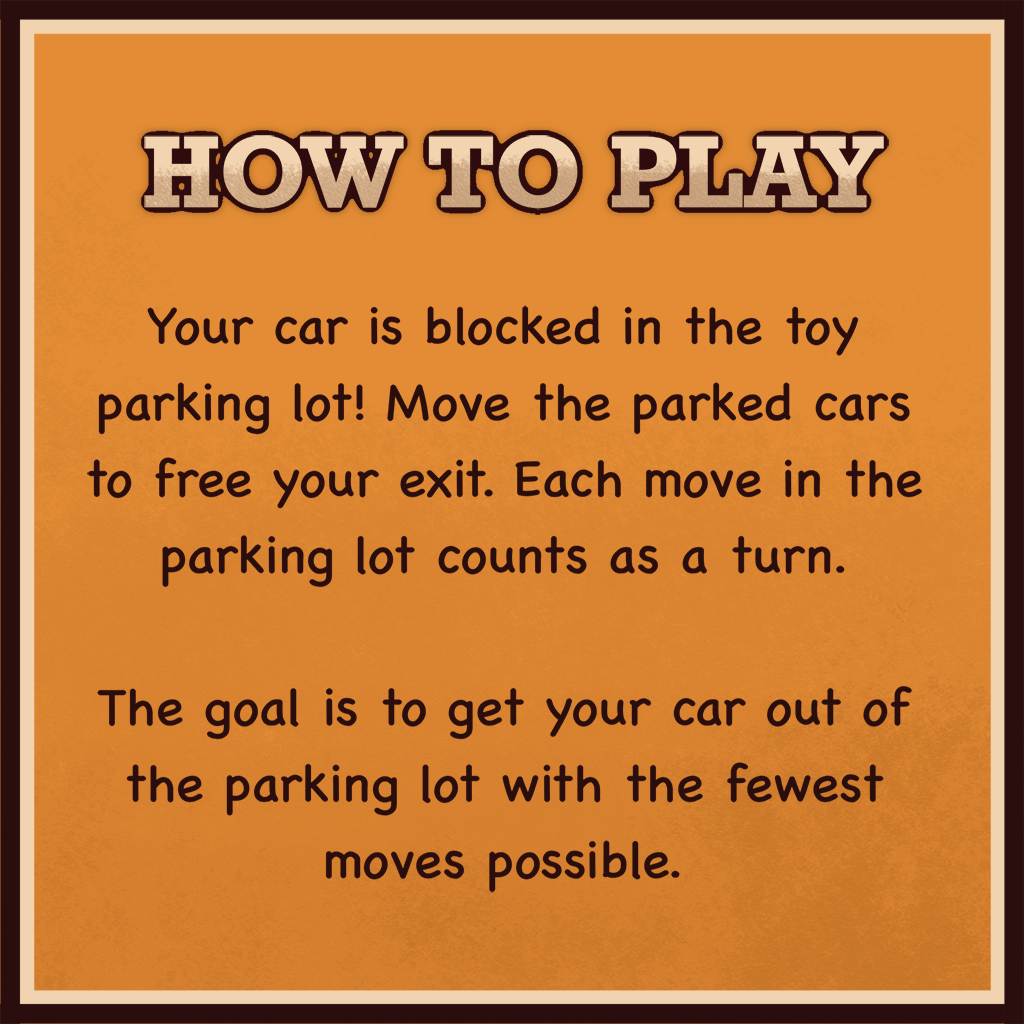 HOW TO PLAY
Your car is blocked in the toy
parking lot! Move the parked cars
to free your exit. Each move in the
parking lot counts as a turn.
The goal is to get your car out of
the parking lot with the fewest
moves possible.